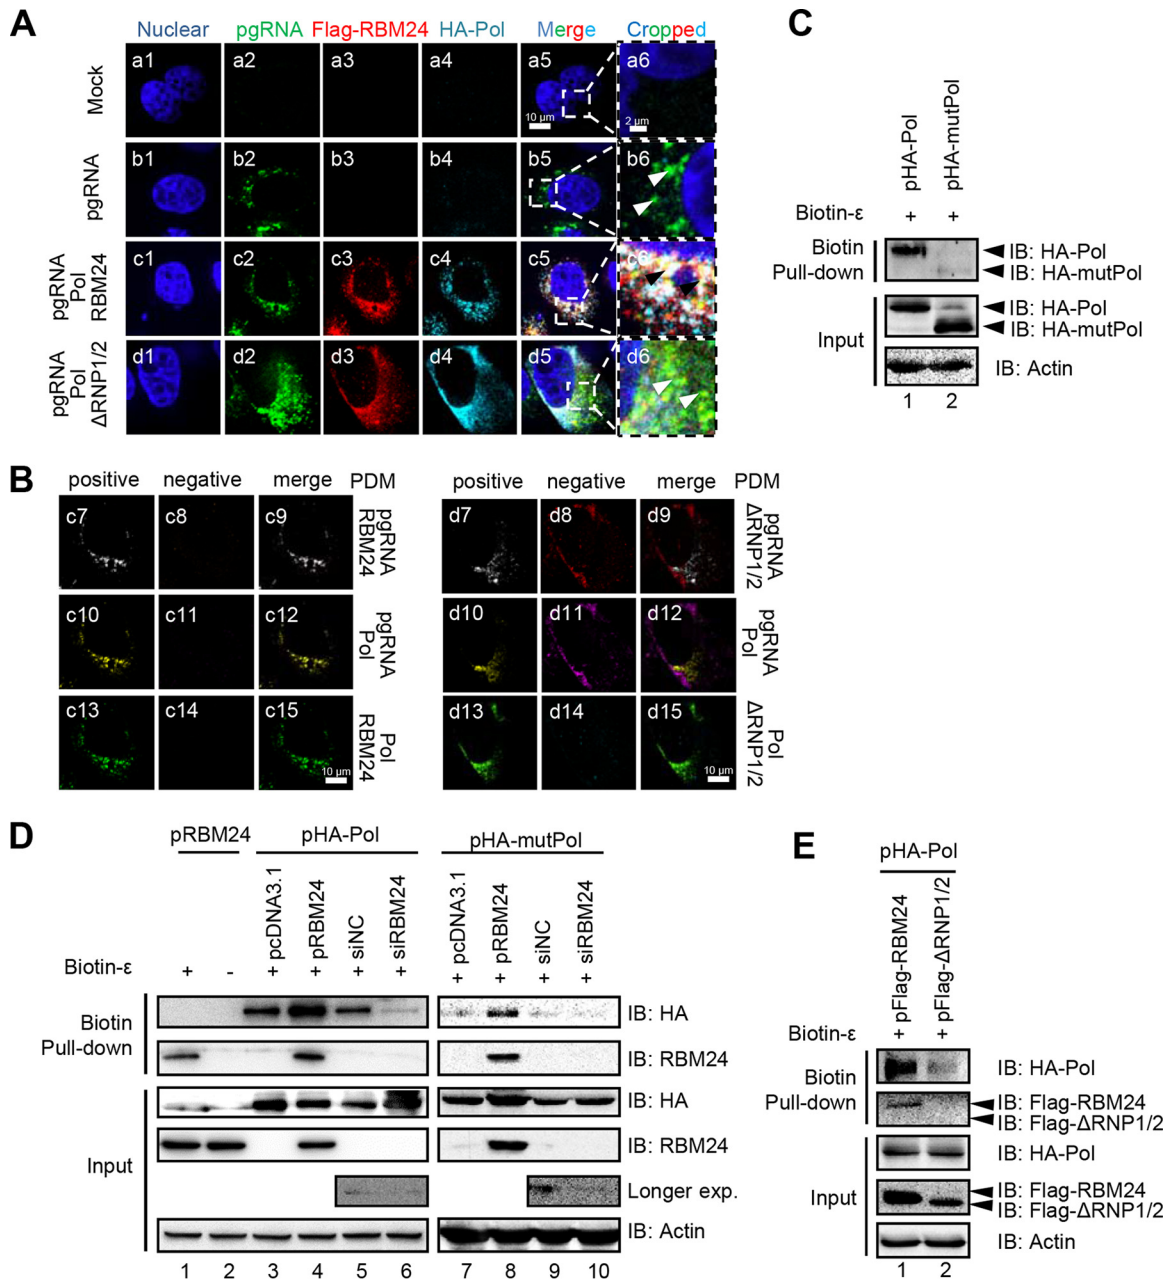 A
Nuclear pgRNA Flag-RBM24 HA-Pol Merge Cropped
Mock
a1 a2 a3 a4 a5 a6
10 µm 2 µm
pgRNA
b1 b2 b3 b4 b5 b6
pgRNA
Pol
RBM24
c1 c2 c3 c4 c5 c6
pgRNA
Pol
ΔRNP1/2
d1 d2 d3 d4 d5 d6
C
pHA-Pol
pHA-mutPol
Biotin-ε + +
Biotin
Pull-down
IB: HA-Pol
IB: HA-mutPol
Input
IB: HA-Pol
IB: HA-mutPol
IB: Actin
1 2
B
positive negative merge PDM
c7 c8 c9
pgRNA
RBM24
c10 c11 c12
pgRNA
Pol
c13 c14 c15
10 µm
Pol
RBM24
positive negative merge PDM
d7 d8 d9
pgRNA
ΔRNP1/2
d10 d11 d12
pgRNA
Pol
d13 d14 d15
10 µm
Pol
ΔRNP1/2
D
pRBM24 pHA-Pol pHA-mutPol
pcDNA3.1
pRBM24
siNC
siRBM24
pcDNA3.1
pRBM24
siNC
siRBM24
Biotin-ε + - + + + + + + + +
Biotin
Pull-down
IB: HA
IB: RBM24
Input
IB: HA
IB: RBM24
Longer exp.
IB: Actin
1 2 3 4 5 6 7 8 9 10
E
pHA-Pol
pFlag-RBM24
pFlag-ΔRNP1/2
Biotin-ε + +
Biotin
Pull-down
IB: HA-Pol
IB: Flag-RBM24
IB: Flag-ΔRNP1/2
Input
IB: HA-Pol
IB: Flag-RBM24
IB: Flag-ΔRNP1/2
IB: Actin
1 2